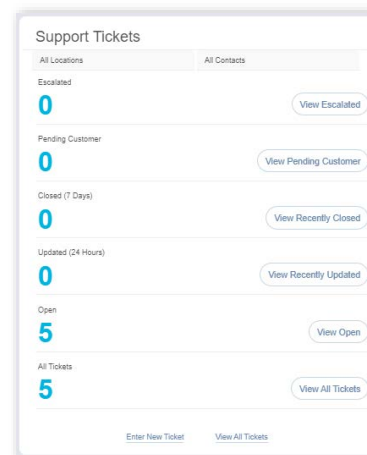 Support Tickets
All Locations All Contacts
Escalated
0 View Escalated
Pending Customer
0 View Pending Customer
Closed (7 Days)
0 View Recently Closed
Updated (24 Hours)
0 View Recently Updated
Open
5 View Open
All Tickets
5 View All Tickets
Enter New Ticket View All Tickets